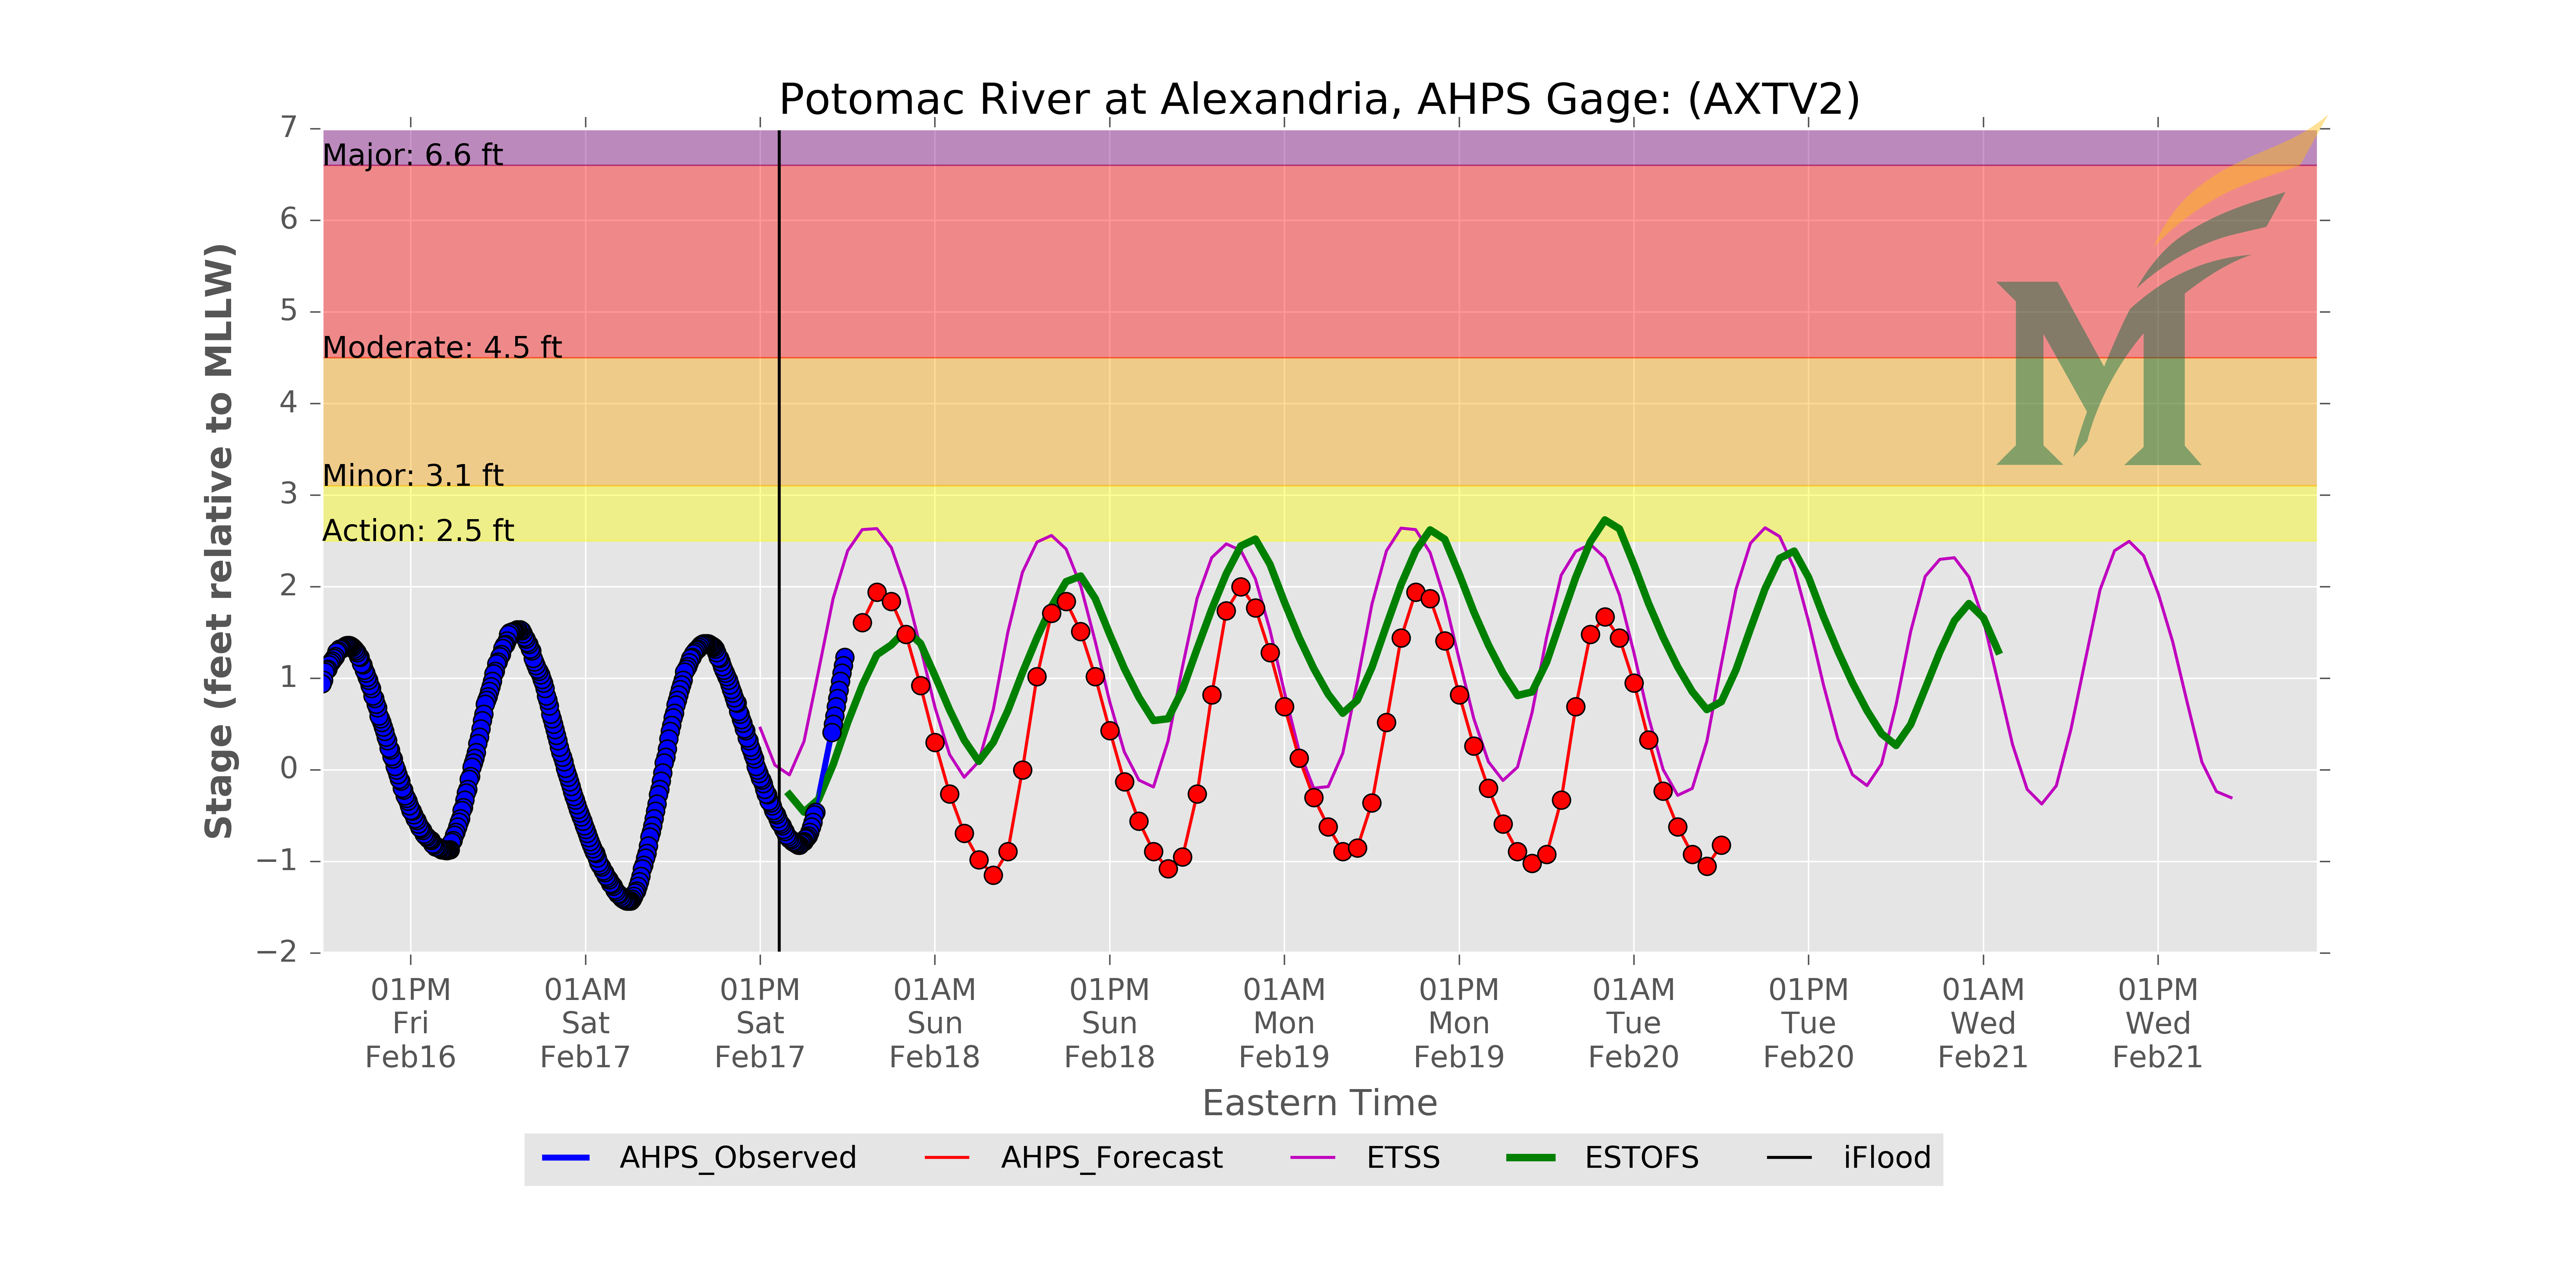 Potomac River at Alexandria, AHPS Gage: (AXTV2)
7
Major: 6.6 ft
6
5
Moderate: 4.5 ft
4
Minor: 3.1 ft
3
Action: 2.5 ft
2
1
0
−1
−2
Stage (feet relative to MLLW)
01PM Fri Feb16
01AM Sat Feb17
01PM Sat Feb17
01AM Sun Feb18
01PM Sun Feb18
01AM Mon Feb19
01PM Mon Feb19
01AM Tue Feb20
01PM Tue Feb20
01AM Wed Feb21
01PM Wed Feb21
Eastern Time
AHPS_Observed AHPS_Forecast ETSS ESTOFS iFlood
M